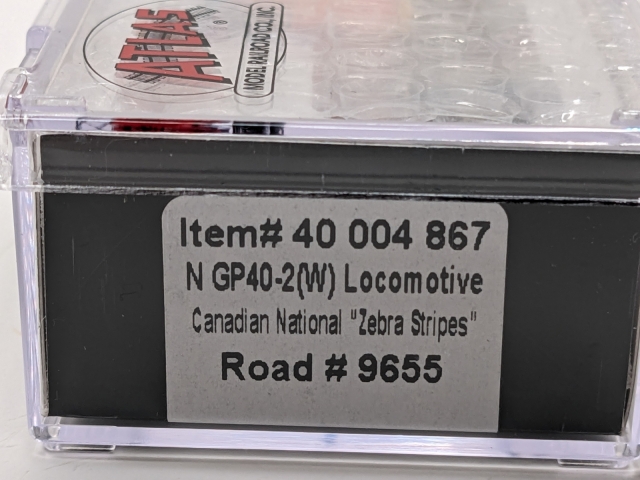 ATLAS
®
MODEL RAILROAD CO., INC.
Item# 40 004 867
N GP40-2(W) Locomotive
Canadian National "Zebra Stripes"
Road # 9655